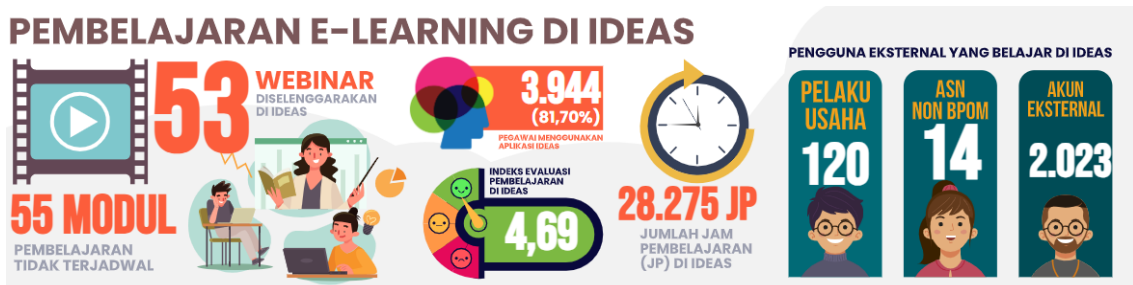 PEMBELAJARAN E-LEARNING DI IDEAS
53
WEBINAR
DISELENGGARAKAN
DI IDEAS
55 MODUL
PEMBELAJARAN
TIDAK TERJADWAL
3.944
(81,70%)
PEGAWAI MENGGUNAKAN
APLIKASI IDEAS
INDEKS EVALUASI
PEMBELAJARAN
DI IDEAS
4,69
28.275 JP
JUMLAH JAM
PEMBELAJARAN
(JP) DI IDEAS
PENGGUNA EKSTERNAL YANG BELAJAR DI IDEAS
PELAKU
USAHA
120
ASN
NON BPOM
14
AKUN
EKSTERNAL
2.023